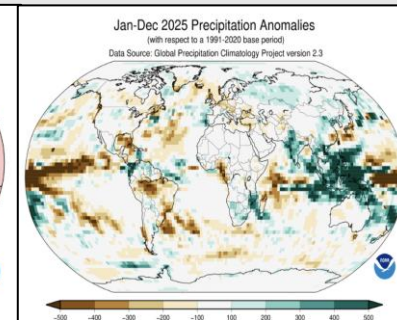 Jan-Dec 2025 Precipitation Anomalies
(with respect to a 1991-2020 base period)
Data Source: Global Precipitation Climatology Project version 2.3
NOAA
-500 -400 -300 -200 -100 100 200 300 400 500